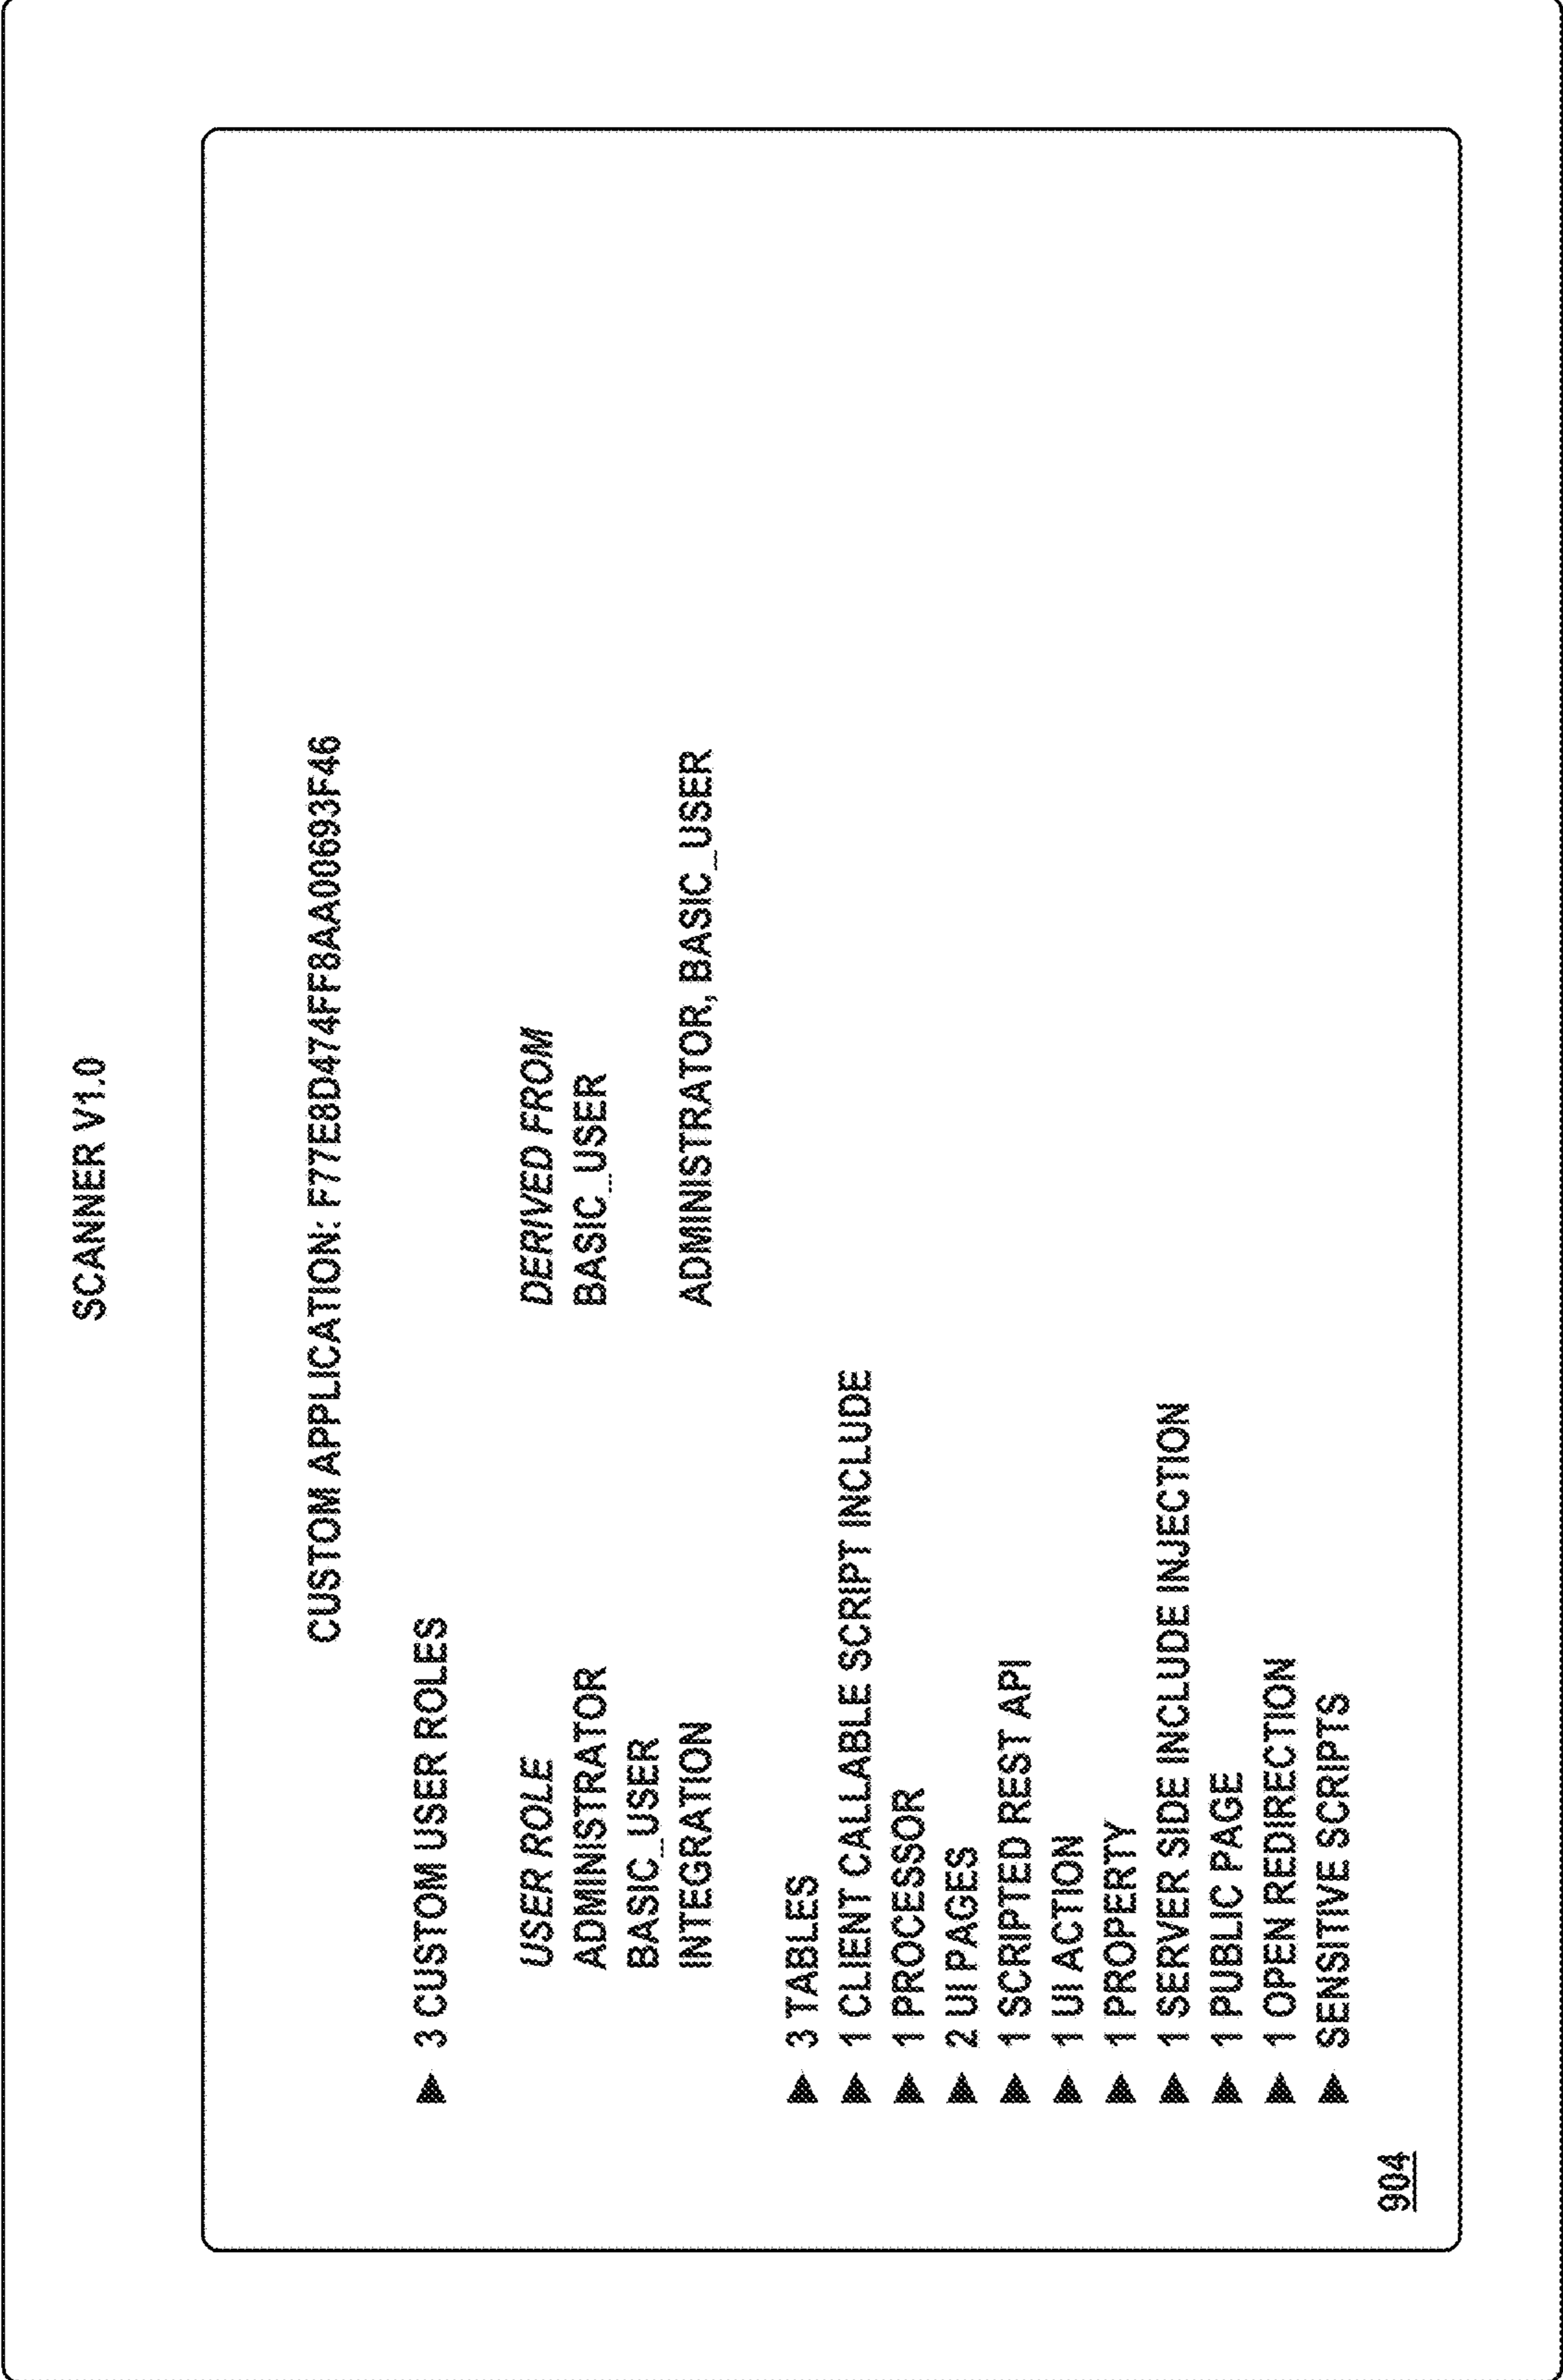 SCANNER V1.0
CUSTOM APPLICATION: F77E8D474FF8AA00693F46
▶ 3 CUSTOM USER ROLES
USER ROLE DERIVED FROM
ADMINISTRATOR BASIC_USER
BASIC_USER
INTEGRATION ADMINISTRATOR, BASIC_USER
▶ 3 TABLES
▶ 1 CLIENT CALLABLE SCRIPT INCLUDE
▶ 1 PROCESSOR
▶ 2 UI PAGES
▶ 1 SCRIPTED REST API
▶ 1 UI ACTION
▶ 1 PROPERTY
▶ 1 SERVER SIDE INCLUDE INJECTION
▶ 1 PUBLIC PAGE
▶ 1 OPEN REDIRECTION
▶ SENSITIVE SCRIPTS
904